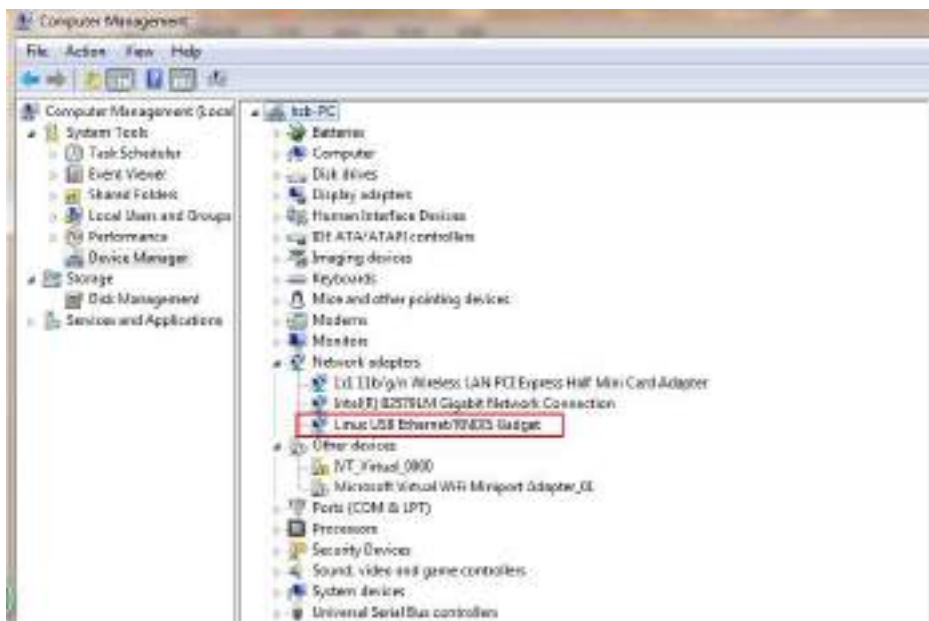 Computer Management
File Action View Help
Computer Management (Local
System Tools
Task Scheduler
Event Viewer
Shared Folders
Local Users and Groups
Performance
Device Manager
Storage
Disk Management
Services and Applications
Batteries
Computer
Disk drives
Display adapters
Human Interface Devices
IDE ATA/ATAPI controllers
Imaging devices
Keyboards
Mice and other pointing devices
Modems
Monitors
Network adapters
1x1 11b/g/n Wireless LAN PCI Express Half Mini Card Adapter
Intel(R) 82579LM Gigabit Network Connection
Linux USB Ethernet/RNDIS Gadget
Other devices
IVT_Virtual_0000
Microsoft Virtual WiFi Miniport Adapter_01
Ports (COM & LPT)
Processors
Security Devices
Sound, video and game controllers
System devices
Universal Serial Bus controllers